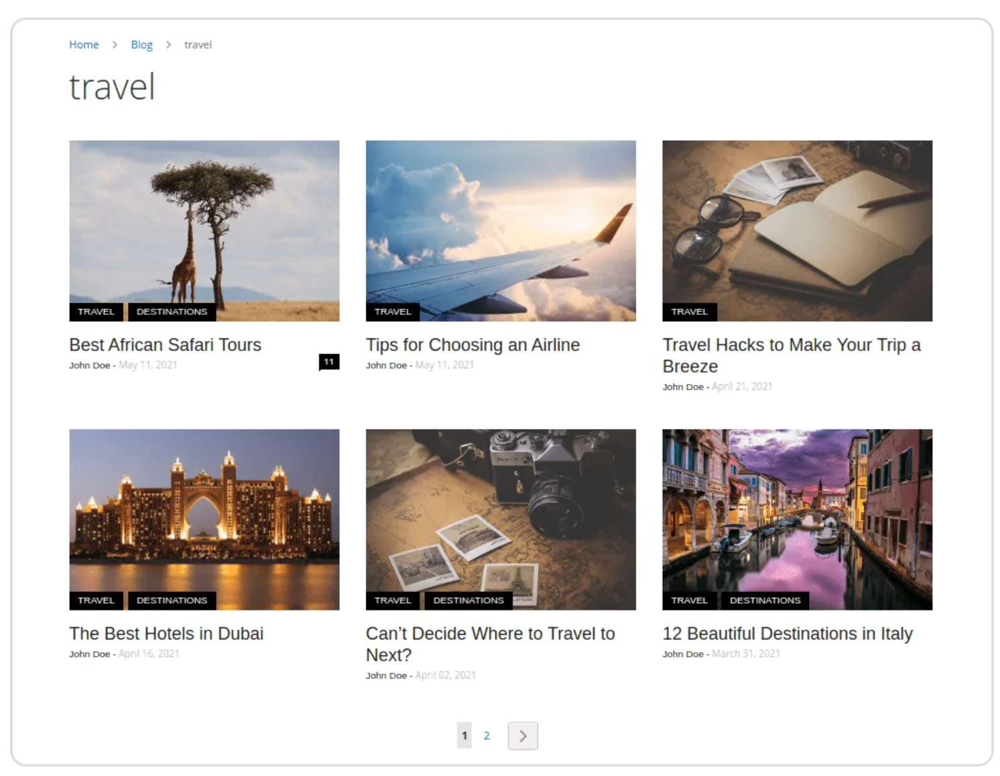 Home > Blog > travel
travel
TRAVEL DESTINATIONS
Best African Safari Tours
John Doe - May 11, 2021
11
TRAVEL
Tips for Choosing an Airline
John Doe - May 11, 2021
TRAVEL
Travel Hacks to Make Your Trip a
Breeze
John Doe - April 21, 2021
TRAVEL DESTINATIONS
The Best Hotels in Dubai
John Doe - April 16, 2021
TRAVEL DESTINATIONS
Can’t Decide Where to Travel to
Next?
John Doe - April 02, 2021
TRAVEL DESTINATIONS
12 Beautiful Destinations in Italy
John Doe - March 31, 2021
1 2 >